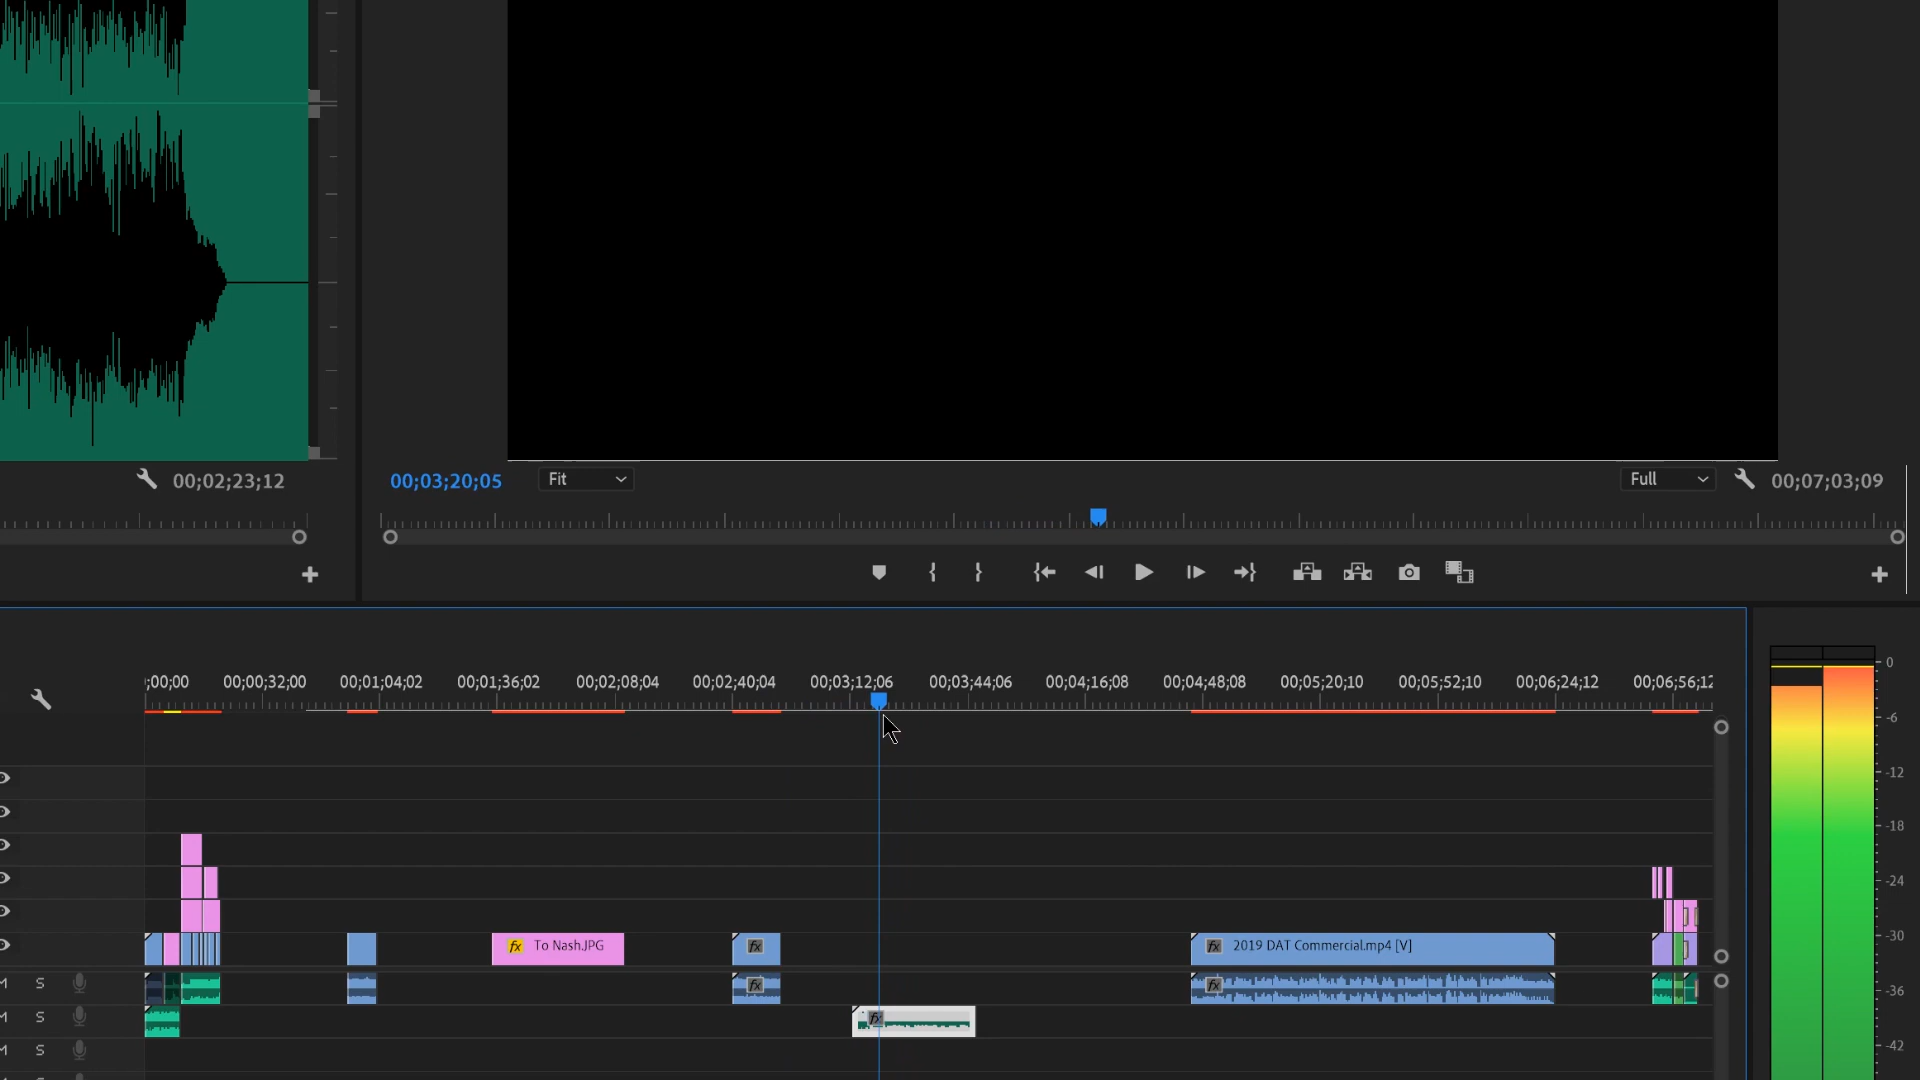 00;02;23;12
00;03;20;05
Fit
Full
00;07;03;09
;00;00
00;00;32;00
00;01;04;02
00;01;36;02
00;02;08;04
00;02;40;04
00;03;12;06
00;03;44;06
00;04;16;08
00;04;48;08
00;05;20;10
00;05;52;10
00;06;24;12
00;06;56;12
0
-6
-12
-18
-24
-30
-36
-42
fx To Nash.JPG
fx
fx 2019 DAT Commercial.mp4 [V]
M S
fx
fx
M S
fx
M S